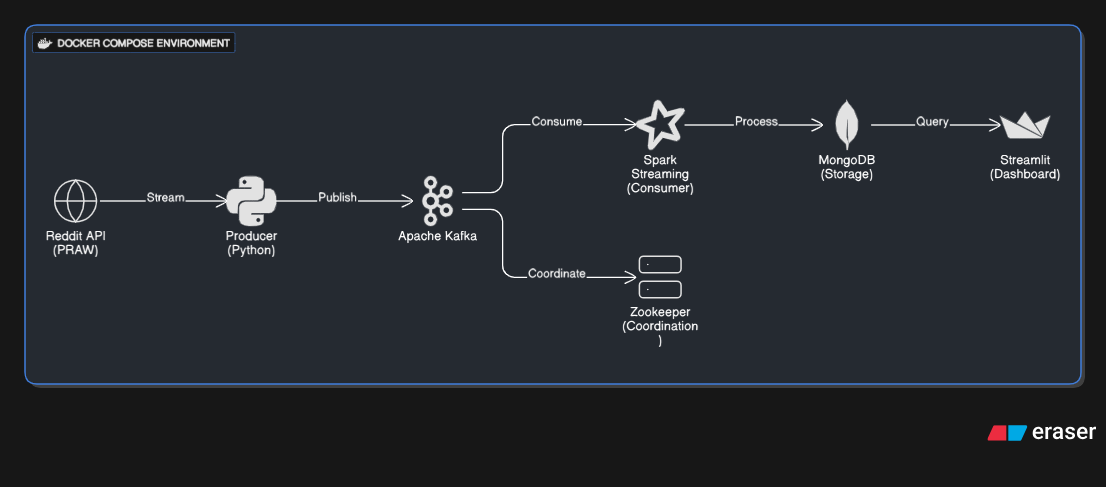 DOCKER COMPOSE ENVIRONMENT
Consume
Process
Query
Spark
Streaming
(Consumer)
MongoDB
(Storage)
Streamlit
(Dashboard)
Stream
Publish
Reddit API
(PRAW)
Producer
(Python)
Apache Kafka
Coordinate
Zookeeper
(Coordination
)
eraser